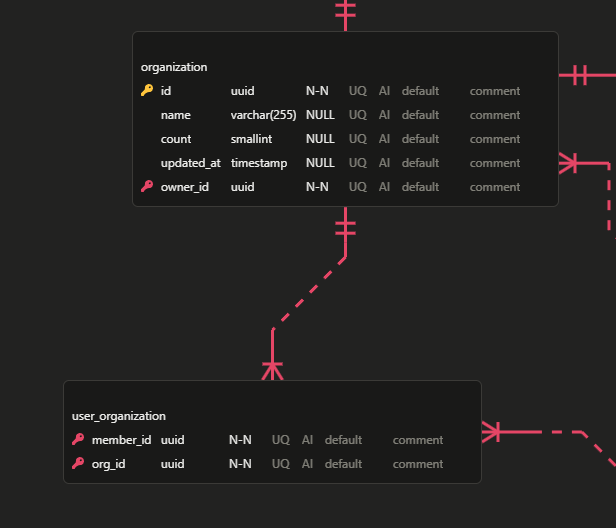 organization
id uuid N-N UQ AI default comment
name varchar(255) NULL UQ AI default comment
count smallint NULL UQ AI default comment
updated_at timestamp NULL UQ AI default comment
owner_id uuid N-N UQ AI default comment
user_organization
member_id uuid N-N UQ AI default comment
org_id uuid N-N UQ AI default comment